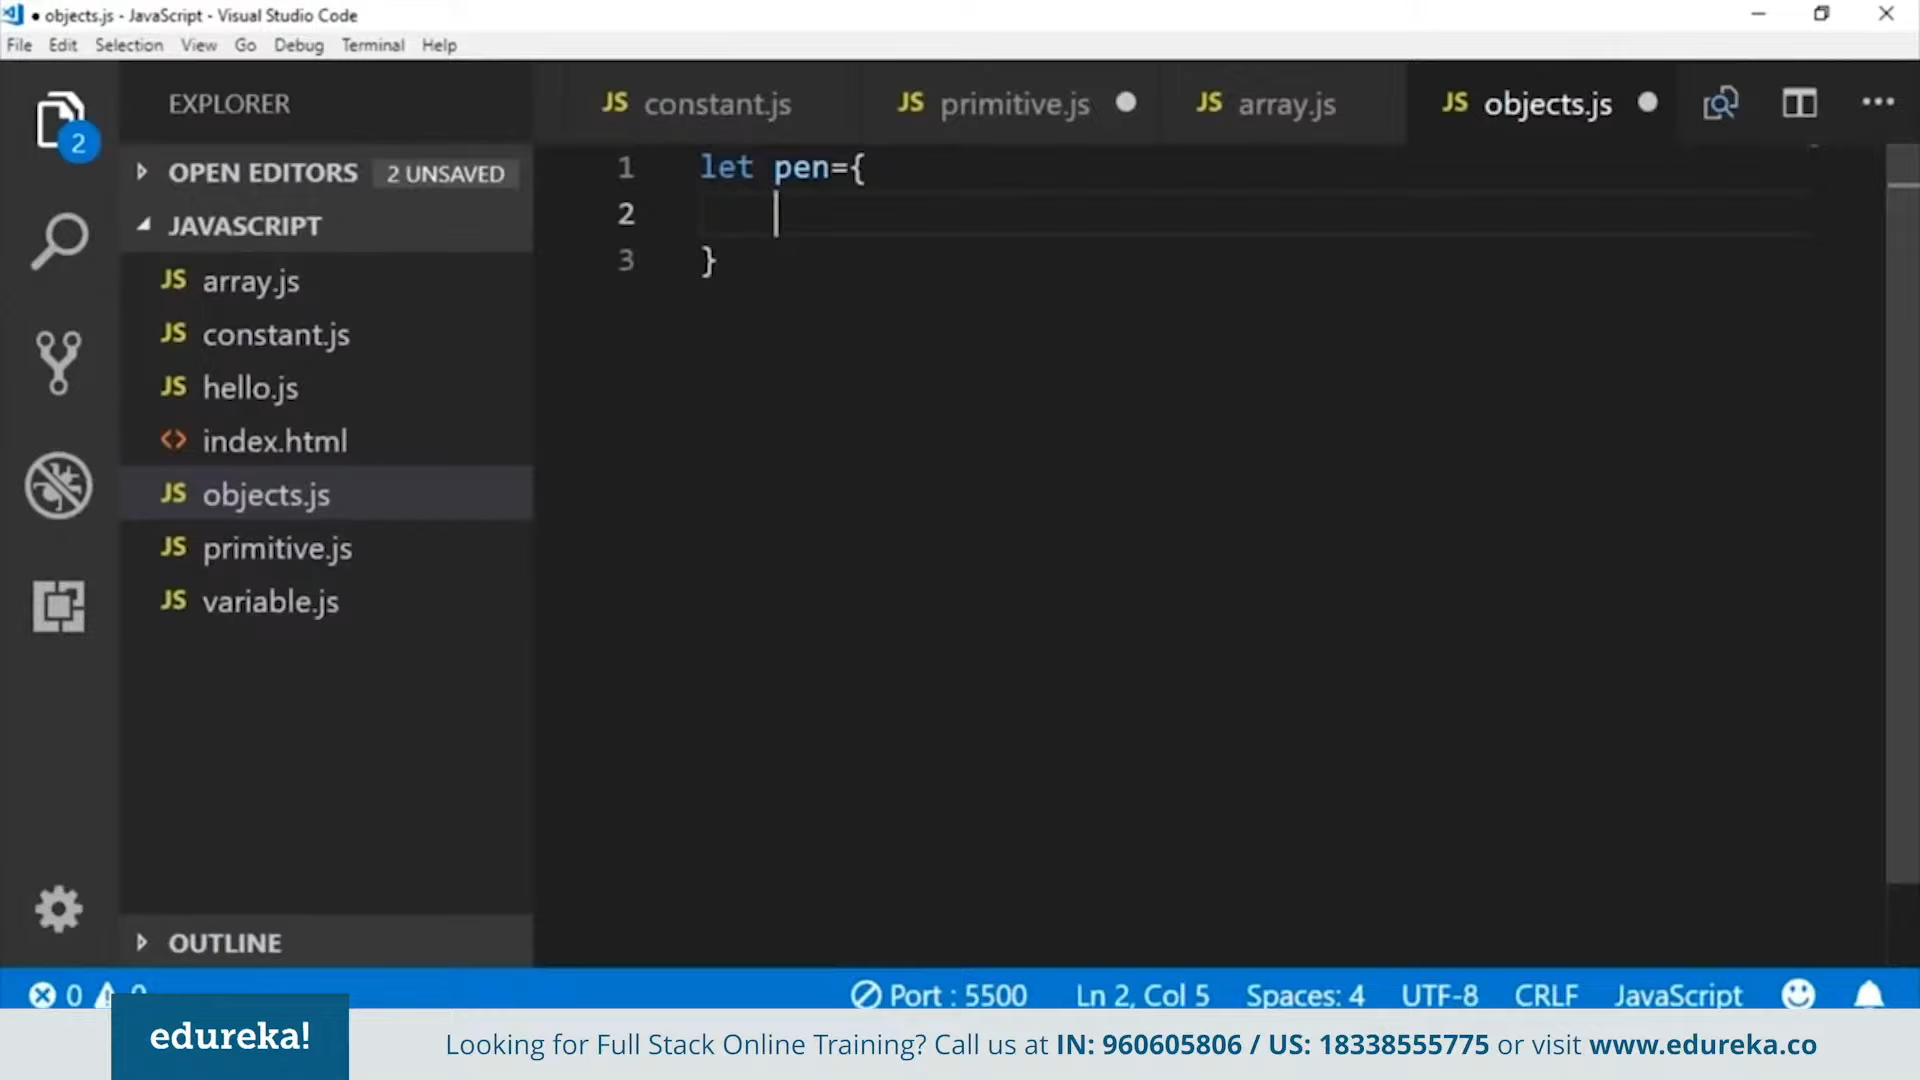 objects.js - JavaScript - Visual Studio Code
File Edit Selection View Go Debug Terminal Help
EXPLORER
2
OPEN EDITORS 2 UNSAVED
JAVASCRIPT
JS array.js
JS constant.js
JS hello.js
<> index.html
JS objects.js
JS primitive.js
JS variable.js
OUTLINE
JS constant.js JS primitive.js JS array.js JS objects.js
1 let pen={
2
3 }
0 0 Port : 5500 Ln 2, Col 5 Spaces: 4 UTF-8 CRLF JavaScript
edureka!
Looking for Full Stack Online Training? Call us at IN: 960605806 / US: 18338555775 or visit www.edureka.co